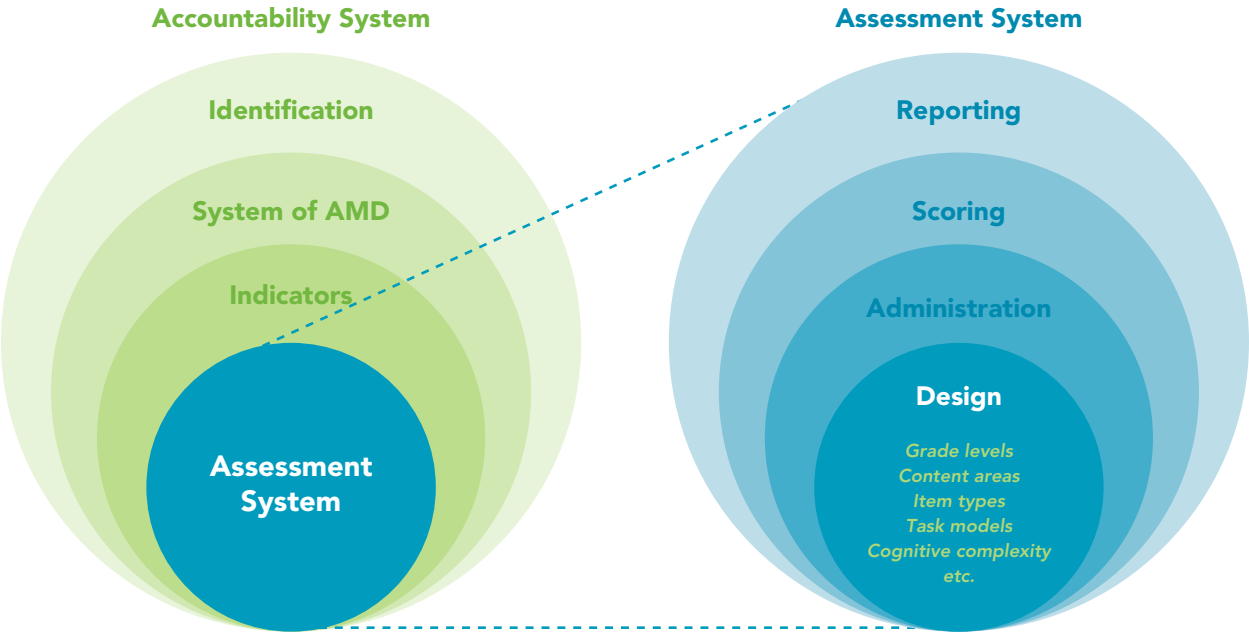 Accountability System
Identification
System of AMD
Indicators
Assessment
System
Assessment System
Reporting
Scoring
Administration
Design
Grade levels
Content areas
Item types
Task models
Cognitive complexity
etc.